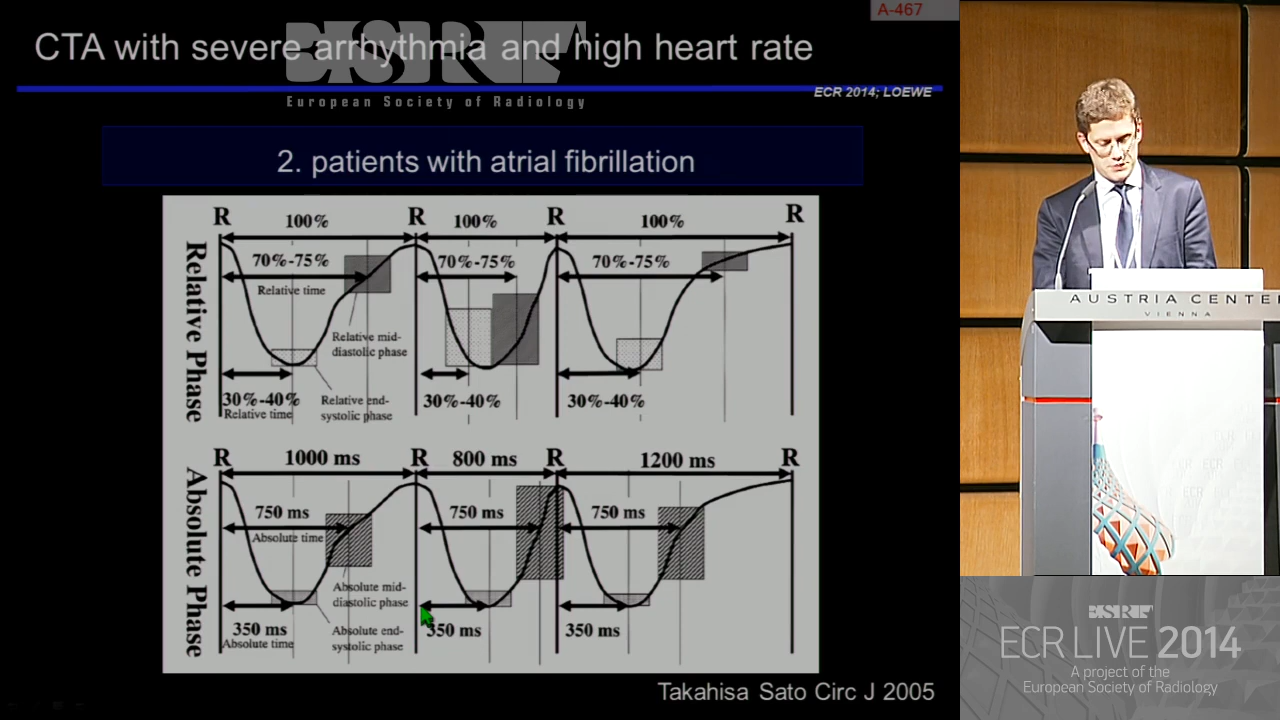 A-467
CTA with severe arrhythmia and high heart rate
ESR
European Society of Radiology
ECR 2014; LOEWE
2. patients with atrial fibrillation
R R R R
100% 100% 100%
70%-75% 70%-75% 70%-75%
Relative time
Relative mid-
diastolic phase
30%-40% 30%-40% 30%-40%
Relative time
Relative end-
systolic phase
Relative Phase
R R R R
1000 ms 800 ms 1200 ms
750 ms 750 ms 750 ms
Absolute time
Absolute mid-
diastolic phase
350 ms 350 ms 350 ms
Absolute time
Absolute end-
systolic phase
Absolute Phase
Takahisa Sato Circ J 2005
AUSTRIA CENTE
VIENNA
ESR
ECR LIVE 2014
A project of the
European Society of Radiology